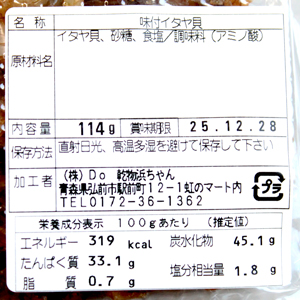 名称 味付イタヤ貝
原材料名 イタヤ貝、砂糖、食塩／調味料（アミノ酸）
内容量 114g 賞味期限 25.12.28
保存方法 直射日光、高温多湿を避けて保存して下さい
加工者 （株）Do 乾物浜ちゃん
青森県弘前市駅前町12-1虹のマート内
TEL0172-36-1362
プラ
栄養成分表示 100gあたり （推定値）
エネルギー 319 kcal 炭水化物 45.1g
たんぱく質 33.1g 塩分相当量 1.8g
脂質 0.7g